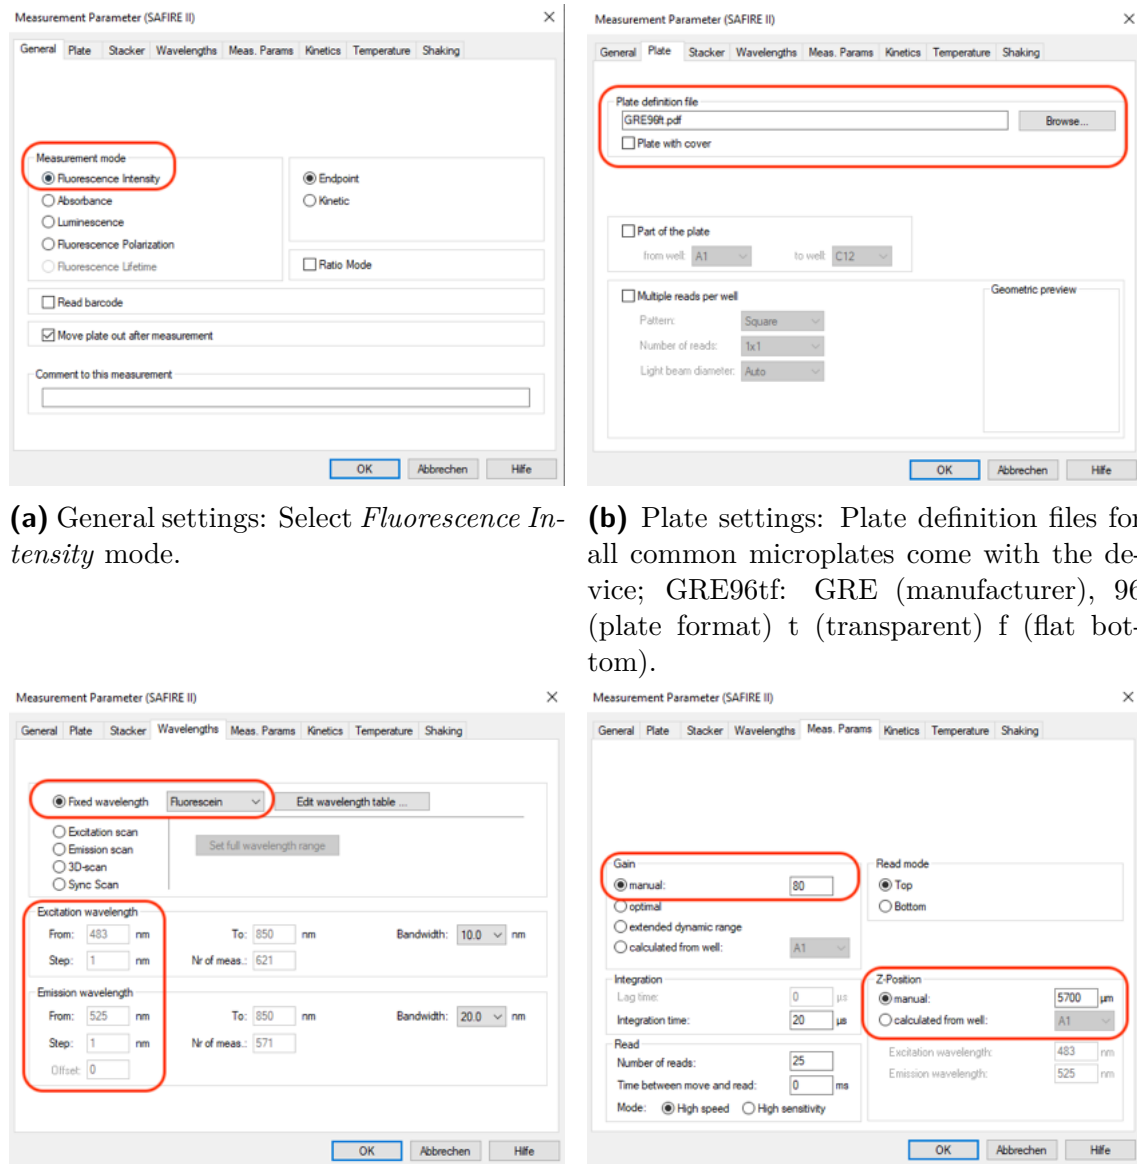 Measurement Parameter (SAFIRE II)
General Plate Stacker Wavelengths Meas. Params Kinetics Temperature Shaking
Measurement mode
Fluorescence Intensity
Absorbance
Luminescence
Fluorescence Polarization
Fluorescence Lifetime
Endpoint
Kinetic
Ratio Mode
Read barcode
Move plate out after measurement
Comment to this measurement
OK Abbrechen Hilfe
(a) General settings: Select Fluorescence In-
tensity mode.
Measurement Parameter (SAFIRE II)
General Plate Stacker Wavelengths Meas. Params Kinetics Temperature Shaking
Plate definition file
GRE96ft.pdf Browse...
Plate with cover
Part of the plate
from well: A1 to well: C12
Multiple reads per well
Pattern: Square
Number of reads: 1x1
Light beam diameter: Auto
Geometric preview
OK Abbrechen Hilfe
(b) Plate settings: Plate definition files for
all common microplates come with the de-
vice; GRE96tf: GRE (manufacturer), 96
(plate format) t (transparent) f (flat bot-
tom).
Measurement Parameter (SAFIRE II)
General Plate Stacker Wavelengths Meas. Params Kinetics Temperature Shaking
Fixed wavelength Fluorescein Edit wavelength table ...
Excitation scan
Emission scan
3D-scan
Sync Scan
Set full wavelength range
Excitation wavelength
From: 483 nm To: 850 nm Bandwidth: 10.0 nm
Step: 1 nm Nr of meas.: 621
Emission wavelength
From: 525 nm To: 850 nm Bandwidth: 20.0 nm
Step: 1 nm Nr of meas.: 571
Offset: 0
OK Abbrechen Hilfe
Measurement Parameter (SAFIRE II)
General Plate Stacker Wavelengths Meas. Params Kinetics Temperature Shaking
Gain
manual: 80
optimal
extended dynamic range
calculated from well: A1
Read mode
Top
Bottom
Integration
Lag time: 0 µs
Integration time: 20 µs
Z-Position
manual: 5700 µm
calculated from well: A1
Excitation wavelength: 483 nm
Emission wavelength: 525 nm
Read
Number of reads: 25
Time between move and read: 0 ms
Mode: High speed High sensitivity
OK Abbrechen Hilfe